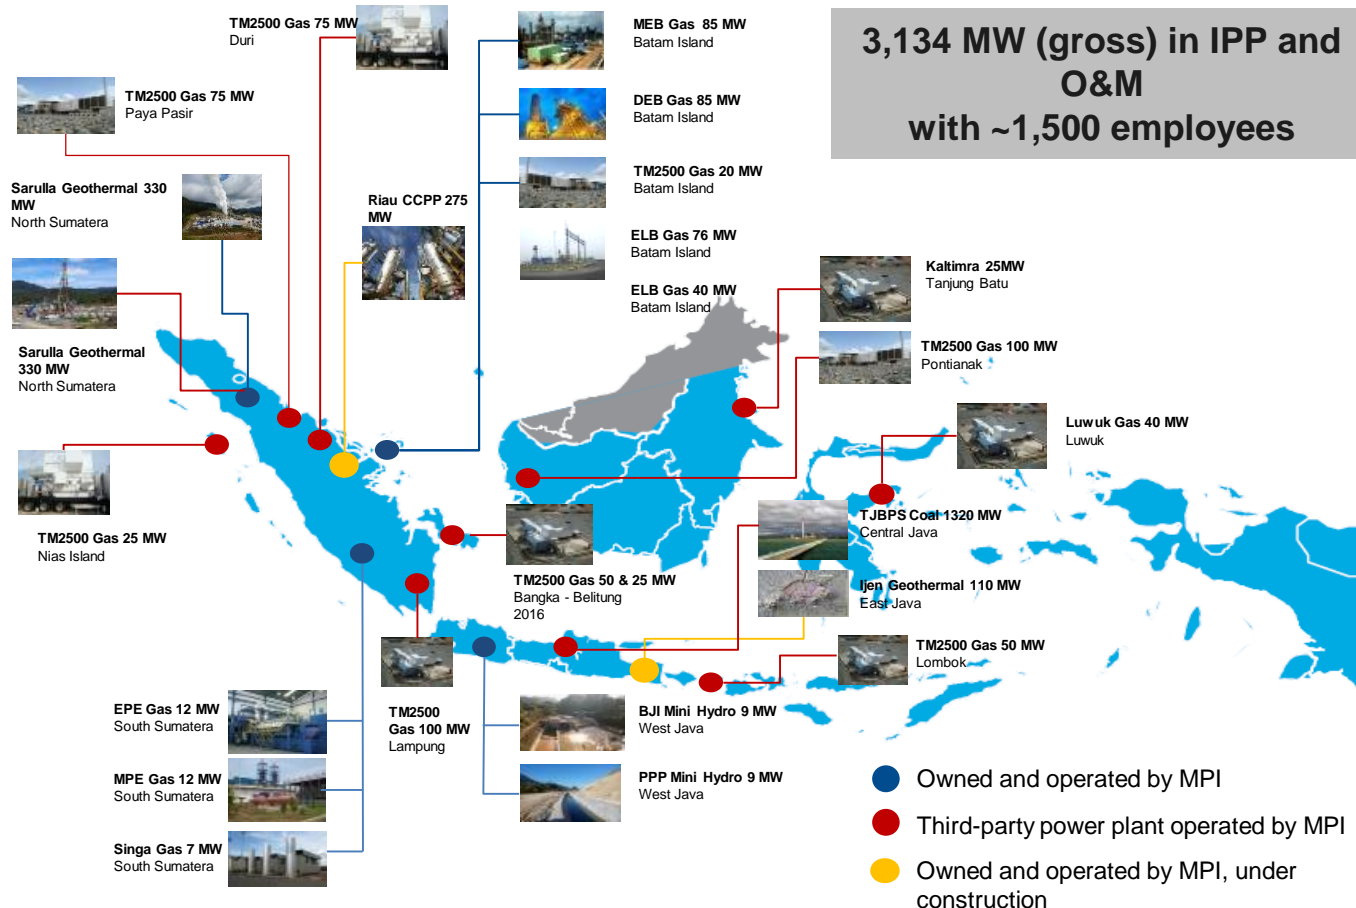 TM2500 Gas 75 MW
Duri
MEB Gas 85 MW
Batam Island
3,134 MW (gross) in IPP and
O&M
with ~1,500 employees
TM2500 Gas 75 MW
Paya Pasir
DEB Gas 85 MW
Batam Island
Sarulla Geothermal 330
MW
North Sumatera
Riau CCPP 275
MW
TM2500 Gas 20 MW
Batam Island
ELB Gas 76 MW
Batam Island
ELB Gas 40 MW
Batam Island
Kaltimra 25MW
Tanjung Batu
Sarulla Geothermal
330 MW
North Sumatera
TM2500 Gas 100 MW
Pontianak
Luwuk Gas 40 MW
Luwuk
TM2500 Gas 25 MW
Nias Island
TM2500 Gas 50 & 25 MW
Bangka - Belitung
2016
TJBPS Coal 1320 MW
Central Java
Ijen Geothermal 110 MW
East Java
TM2500 Gas 50 MW
Lombok
EPE Gas 12 MW
South Sumatera
TM2500
Gas 100 MW
Lampung
BJI Mini Hydro 9 MW
West Java
MPE Gas 12 MW
South Sumatera
PPP Mini Hydro 9 MW
West Java
Singa Gas 7 MW
South Sumatera
Owned and operated by MPI
Third-party power plant operated by MPI
Owned and operated by MPI, under
construction